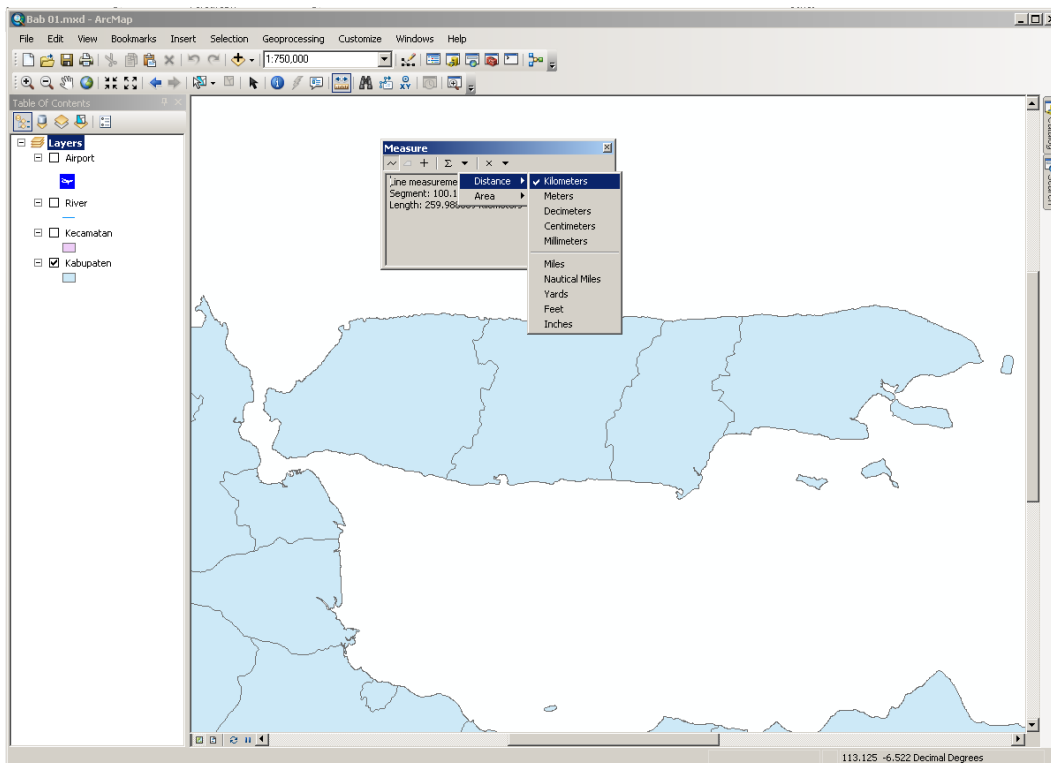 Bab 01.mxd - ArcMap
File Edit View Bookmarks Insert Selection Geoprocessing Customize Windows Help
1:750,000
Table Of Contents
Layers
Airport
River
Kecamatan
Kabupaten
Measure
Line measureme
Segment: 100.1
Length: 259.98
Distance
Area
Kilometers
Meters
Decimeters
Centimeters
Millimeters
Miles
Nautical Miles
Yards
Feet
Inches
113.125 -6.522 Decimal Degrees